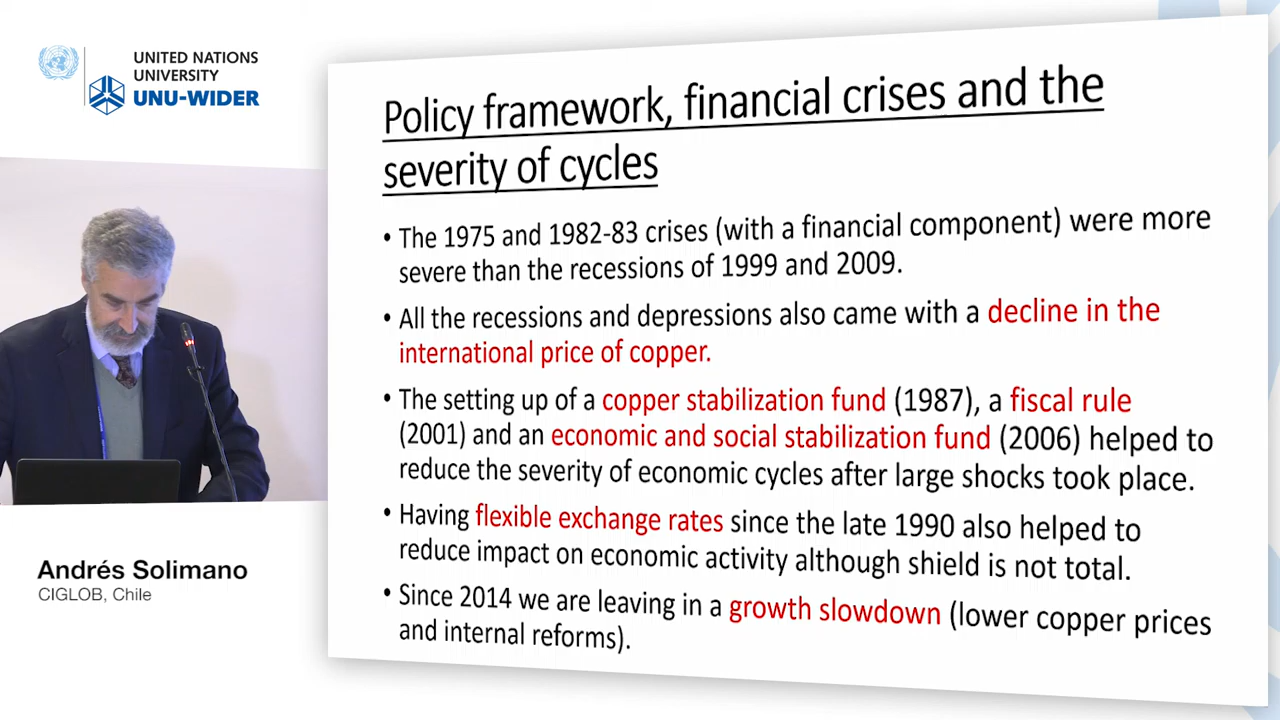 UNITED NATIONS
UNIVERSITY
UNU-WIDER
Policy framework, financial crises and the
severity of cycles
• The 1975 and 1982-83 crises (with a financial component) were more
severe than the recessions of 1999 and 2009.
• All the recessions and depressions also came with a decline in the
international price of copper.
• The setting up of a copper stabilization fund (1987), a fiscal rule
(2001) and an economic and social stabilization fund (2006) helped to
reduce the severity of economic cycles after large shocks took place.
• Having flexible exchange rates since the late 1990 also helped to
reduce impact on economic activity although shield is not total.
• Since 2014 we are leaving in a growth slowdown (lower copper prices
and internal reforms).
Andrés Solimano
CIGLOB, Chile